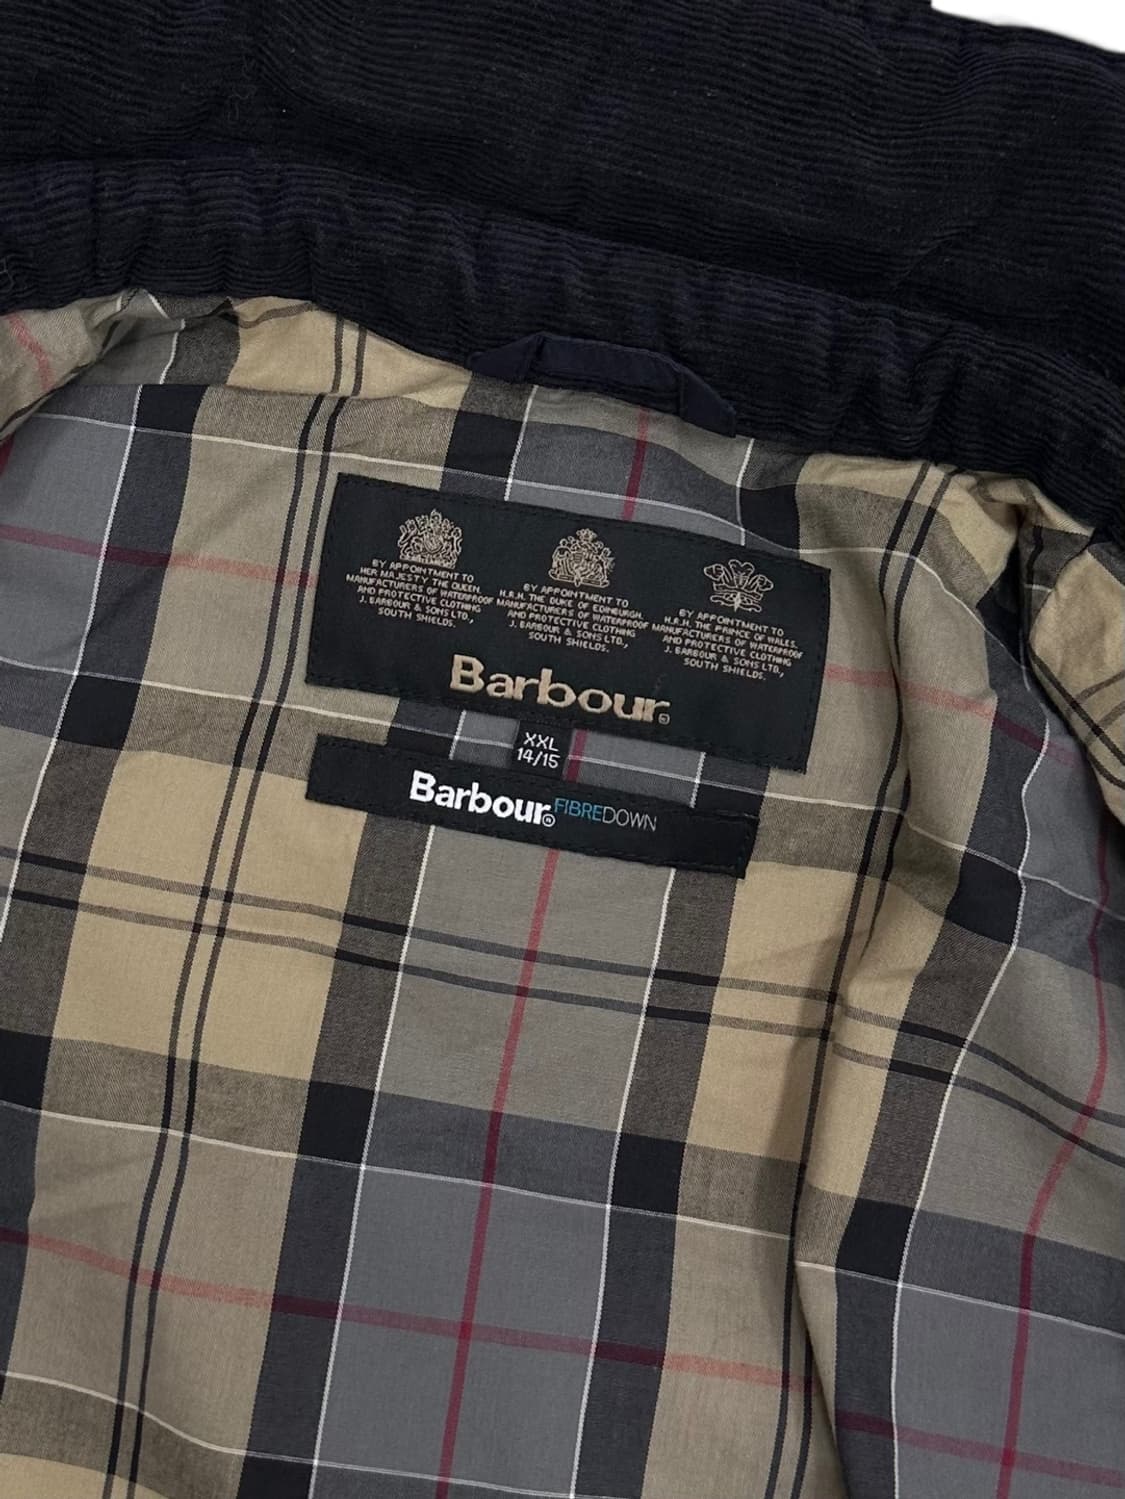 BY APPOINTMENT TO
HER MAJESTY THE QUEEN,
MANUFACTURERS OF WATERPROOF
AND PROTECTIVE CLOTHING
J. BARBOUR & SONS LTD.,
SOUTH SHIELDS.
BY APPOINTMENT TO
H.R.H. THE DUKE OF EDINBURGH,
MANUFACTURERS OF WATERPROOF
AND PROTECTIVE CLOTHING
J. BARBOUR & SONS LTD.,
SOUTH SHIELDS.
BY APPOINTMENT TO
H.R.H. THE PRINCE OF WALES,
MANUFACTURERS OF WATERPROOF
AND PROTECTIVE CLOTHING
J. BARBOUR & SONS LTD.,
SOUTH SHIELDS.
Barbour®
XXL
14/15
Barbour® FIBREDOWN